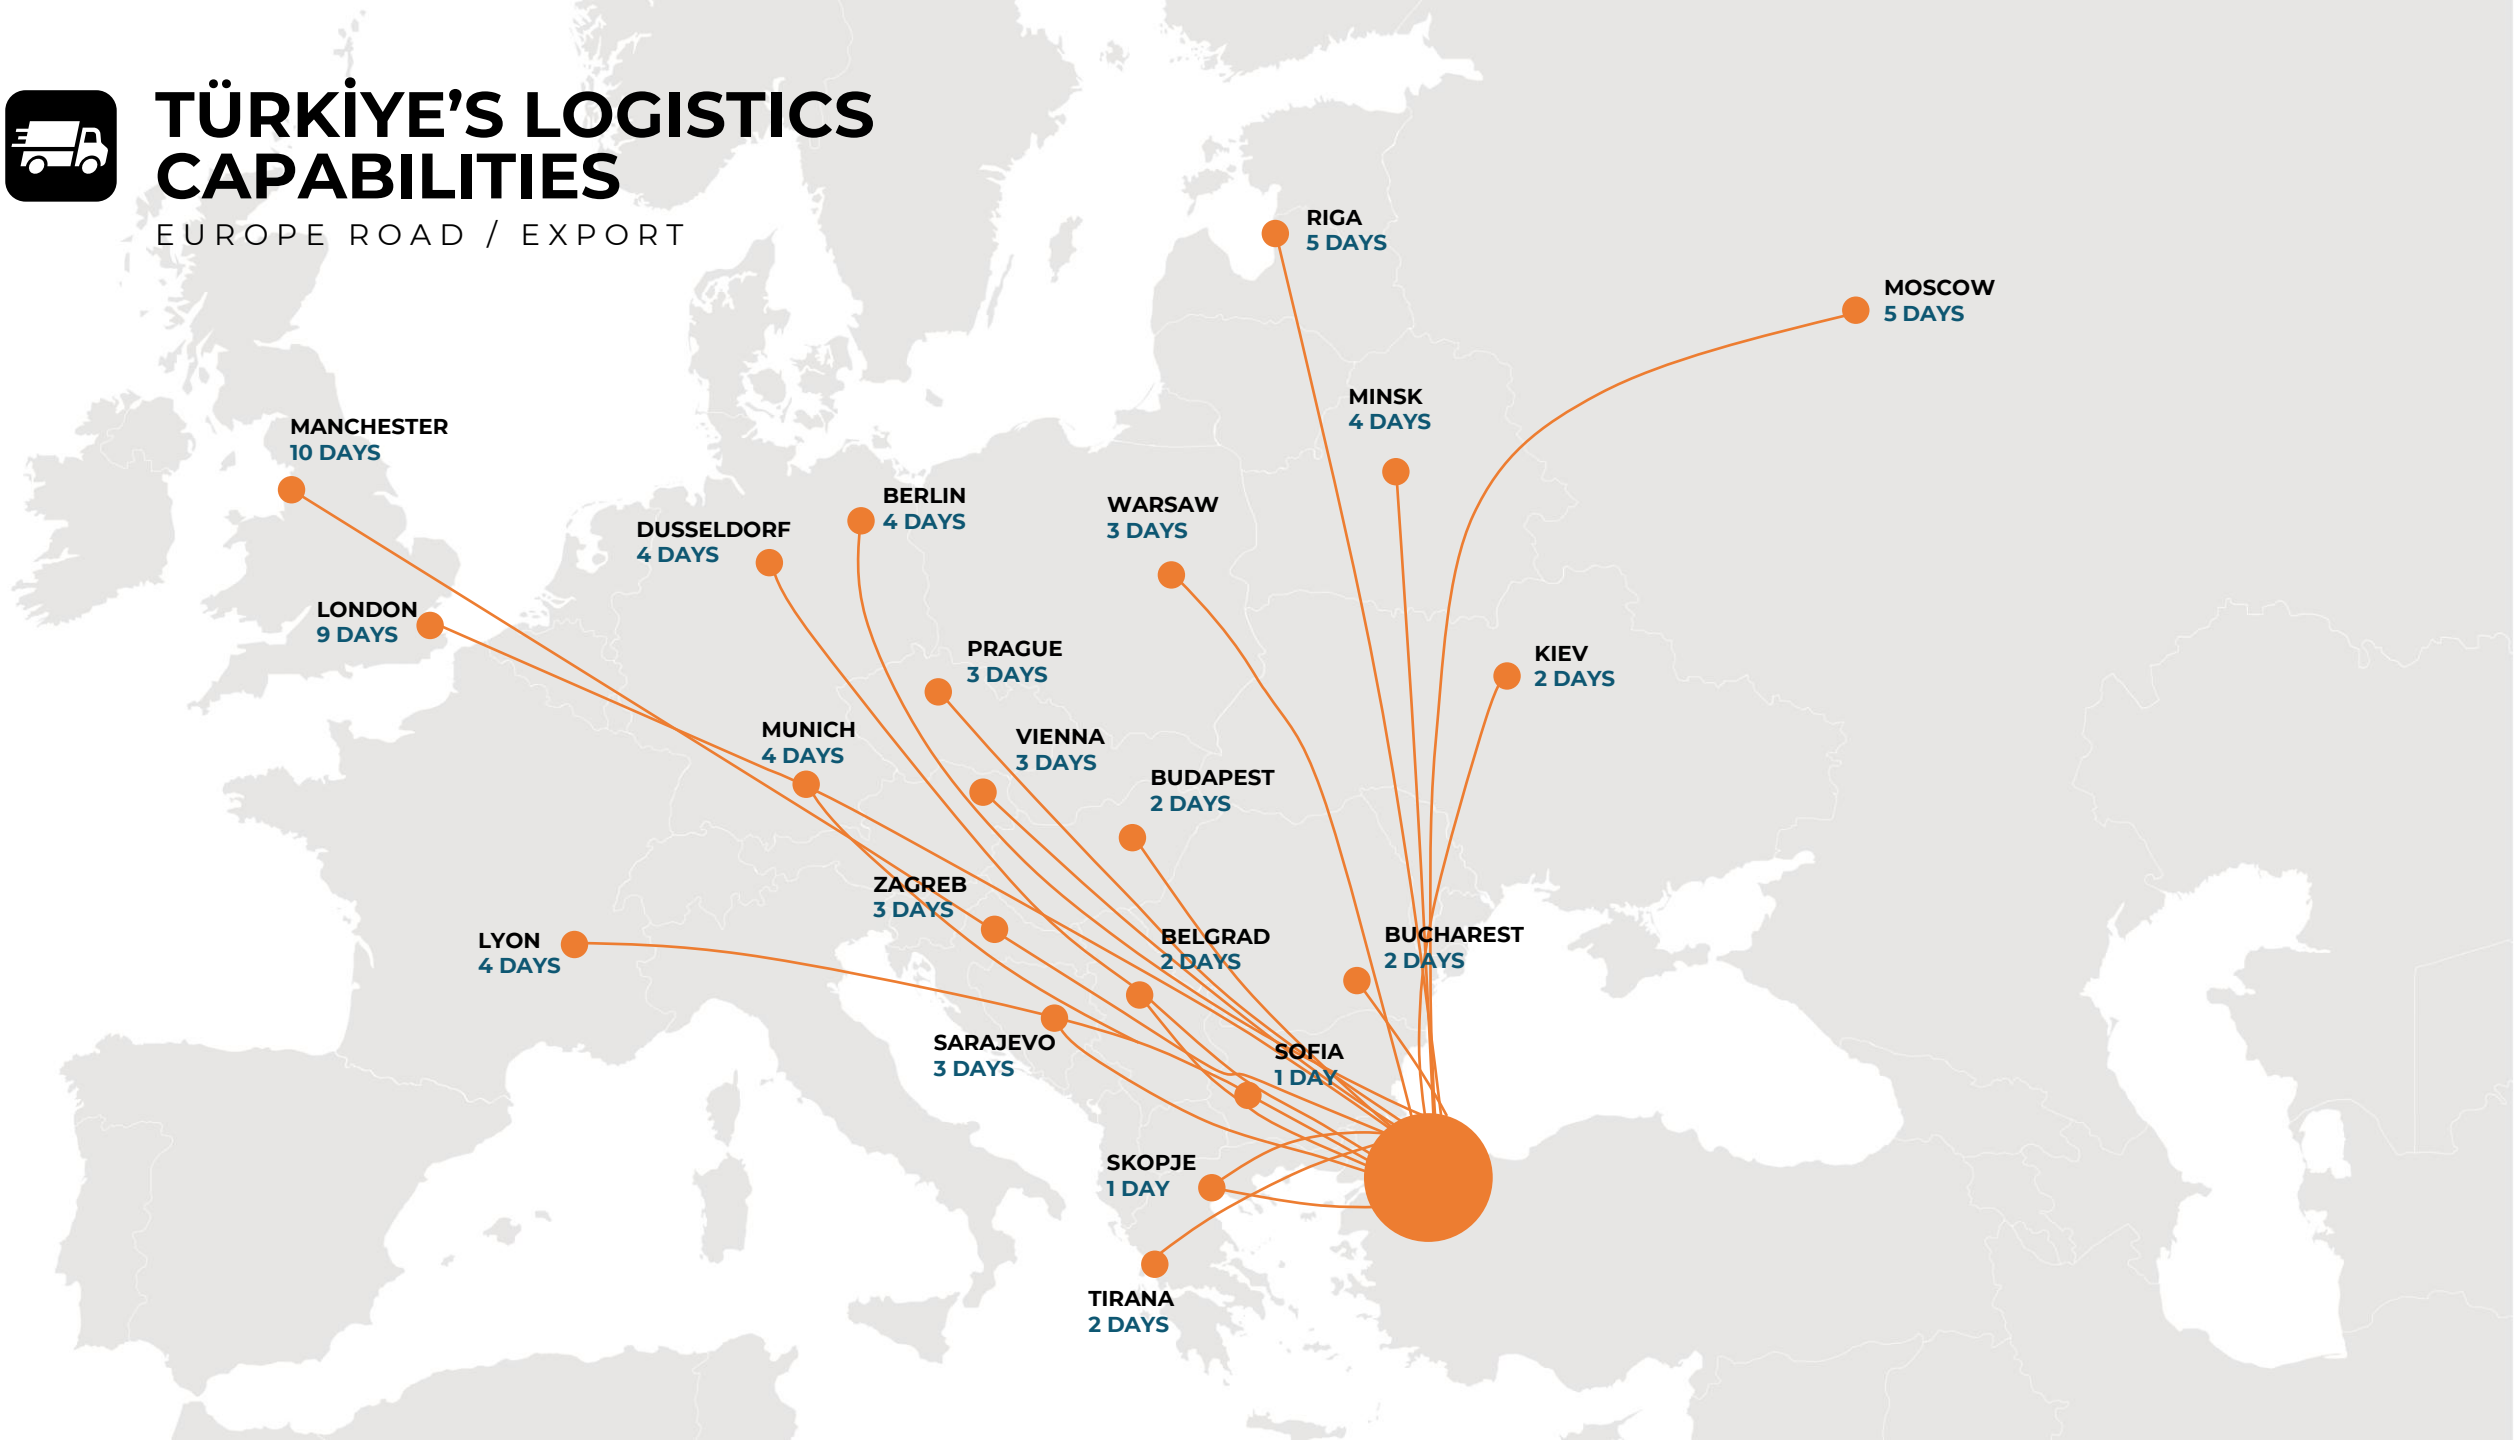 TÜRKİYE’S LOGISTICS
CAPABILITIES
EUROPE ROAD / EXPORT
RIGA
5 DAYS
MOSCOW
5 DAYS
MINSK
4 DAYS
MANCHESTER
10 DAYS
BERLIN
4 DAYS
WARSAW
3 DAYS
DUSSELDORF
4 DAYS
LONDON
9 DAYS
PRAGUE
3 DAYS
KIEV
2 DAYS
MUNICH
4 DAYS
VIENNA
3 DAYS
BUDAPEST
2 DAYS
ZAGREB
3 DAYS
LYON
4 DAYS
BELGRAD
2 DAYS
BUCHAREST
2 DAYS
SARAJEVO
3 DAYS
SOFIA
1 DAY
SKOPJE
1 DAY
TIRANA
2 DAYS